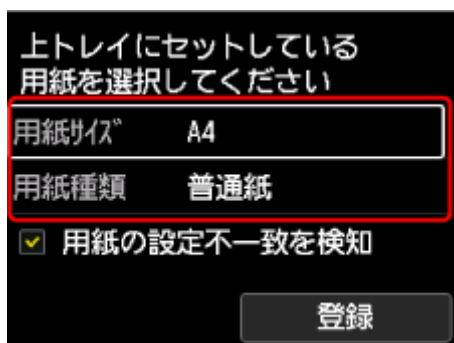 上トレイにセットしている
用紙を選択してください
用紙ｻｲｽﾞ A4
用紙種類 普通紙
用紙の設定不一致を検知
登録